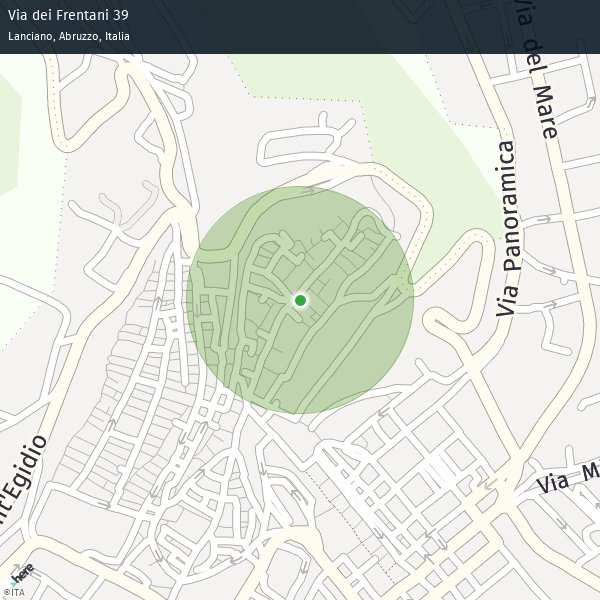 Via dei Frentani 39
Lanciano, Abruzzo, Italia
Via del Mare
Via Panoramica
nt'Egidio
Via M
here
©ITA